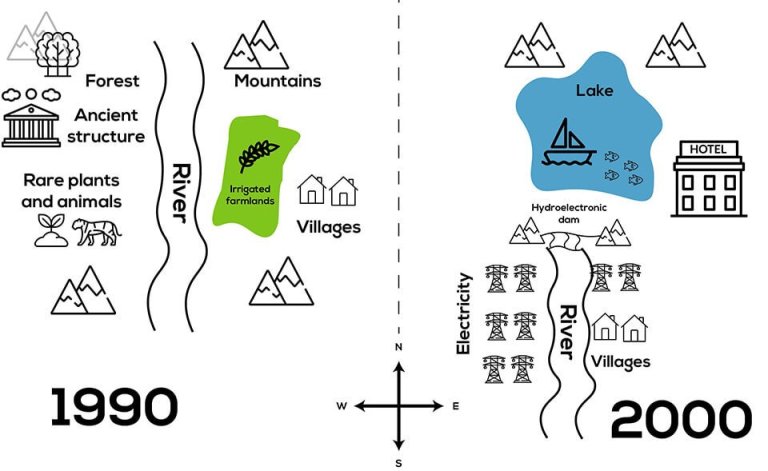 Forest
Mountains
Ancient
structure
River
Rare plants
and animals
Irrigated
farmlands
Villages
1990
Lake
HOTEL
Hydroelectronic
dam
Electricity
River
Villages
2000
N
W
E
S